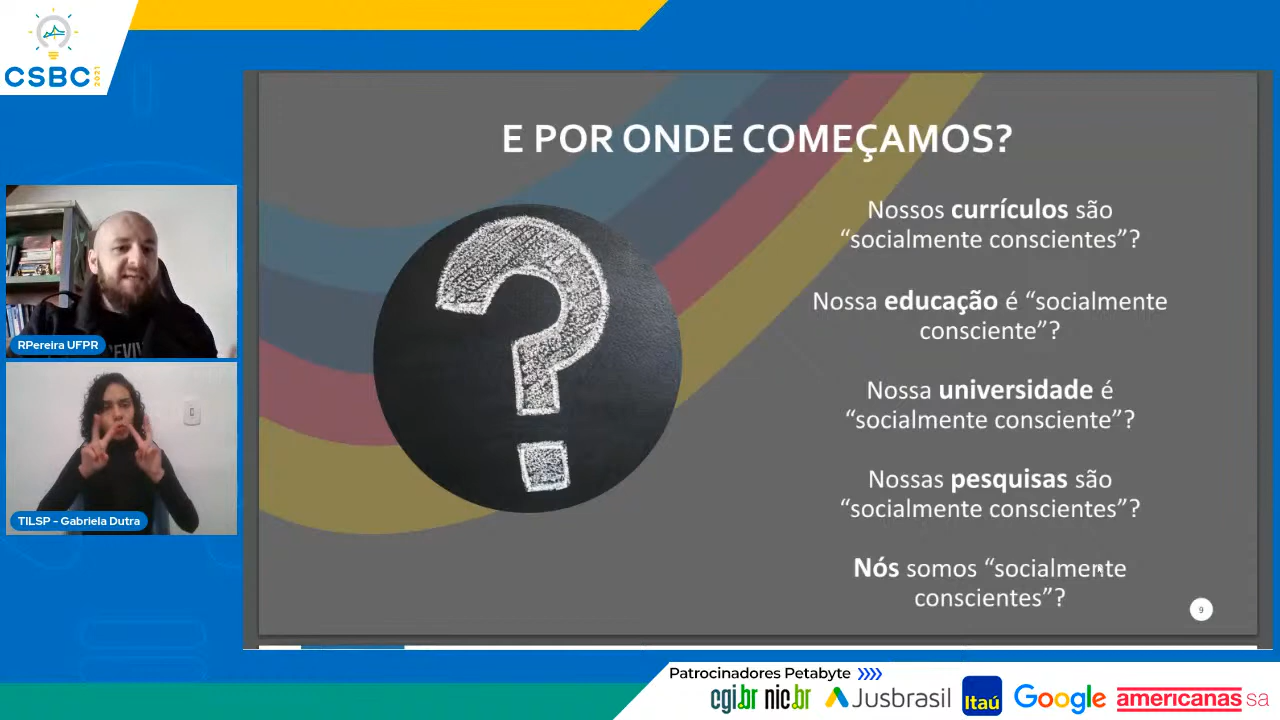 CSBC
2021
E POR ONDE COMEÇAMOS?
Nossos currículos são
“socialmente conscientes”?
Nossa educação é “socialmente
consciente”?
Nossa universidade é
“socialmente consciente”?
Nossas pesquisas são
“socialmente conscientes”?
Nós somos “socialmente
conscientes”?
9
RPereira UFPR
TILSP - Gabriela Dutra
Patrocinadores Petabyte
cgi.br nic.br Jusbrasil Itaú Google americanas sa